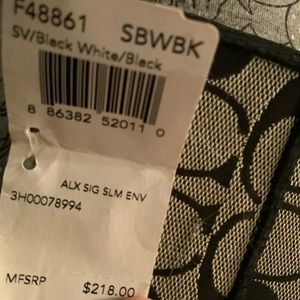 F48861 SBWBK
SV/Black White/Black
8 86382 52011 0
ALX SIG SLM ENV
3H00078994
MFSRP $218.00